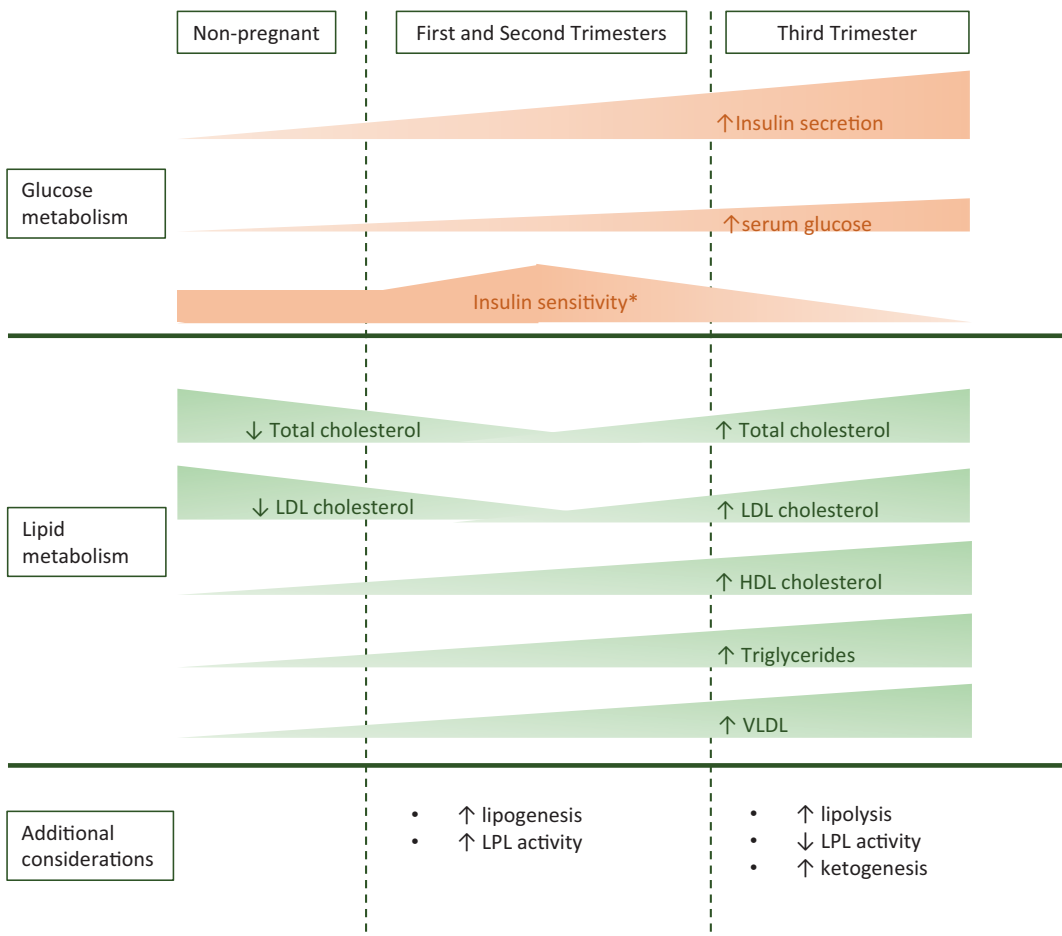 Non-pregnant
First and Second Trimesters
Third Trimester
↑Insulin secretion
Glucose
metabolism
↑serum glucose
Insulin sensitivity*
↓ Total cholesterol
↑ Total cholesterol
↓ LDL cholesterol
↑ LDL cholesterol
Lipid
metabolism
↑ HDL cholesterol
↑ Triglycerides
↑ VLDL
Additional
considerations
• ↑ lipogenesis
• ↑ LPL activity
• ↑ lipolysis
• ↓ LPL activity
• ↑ ketogenesis